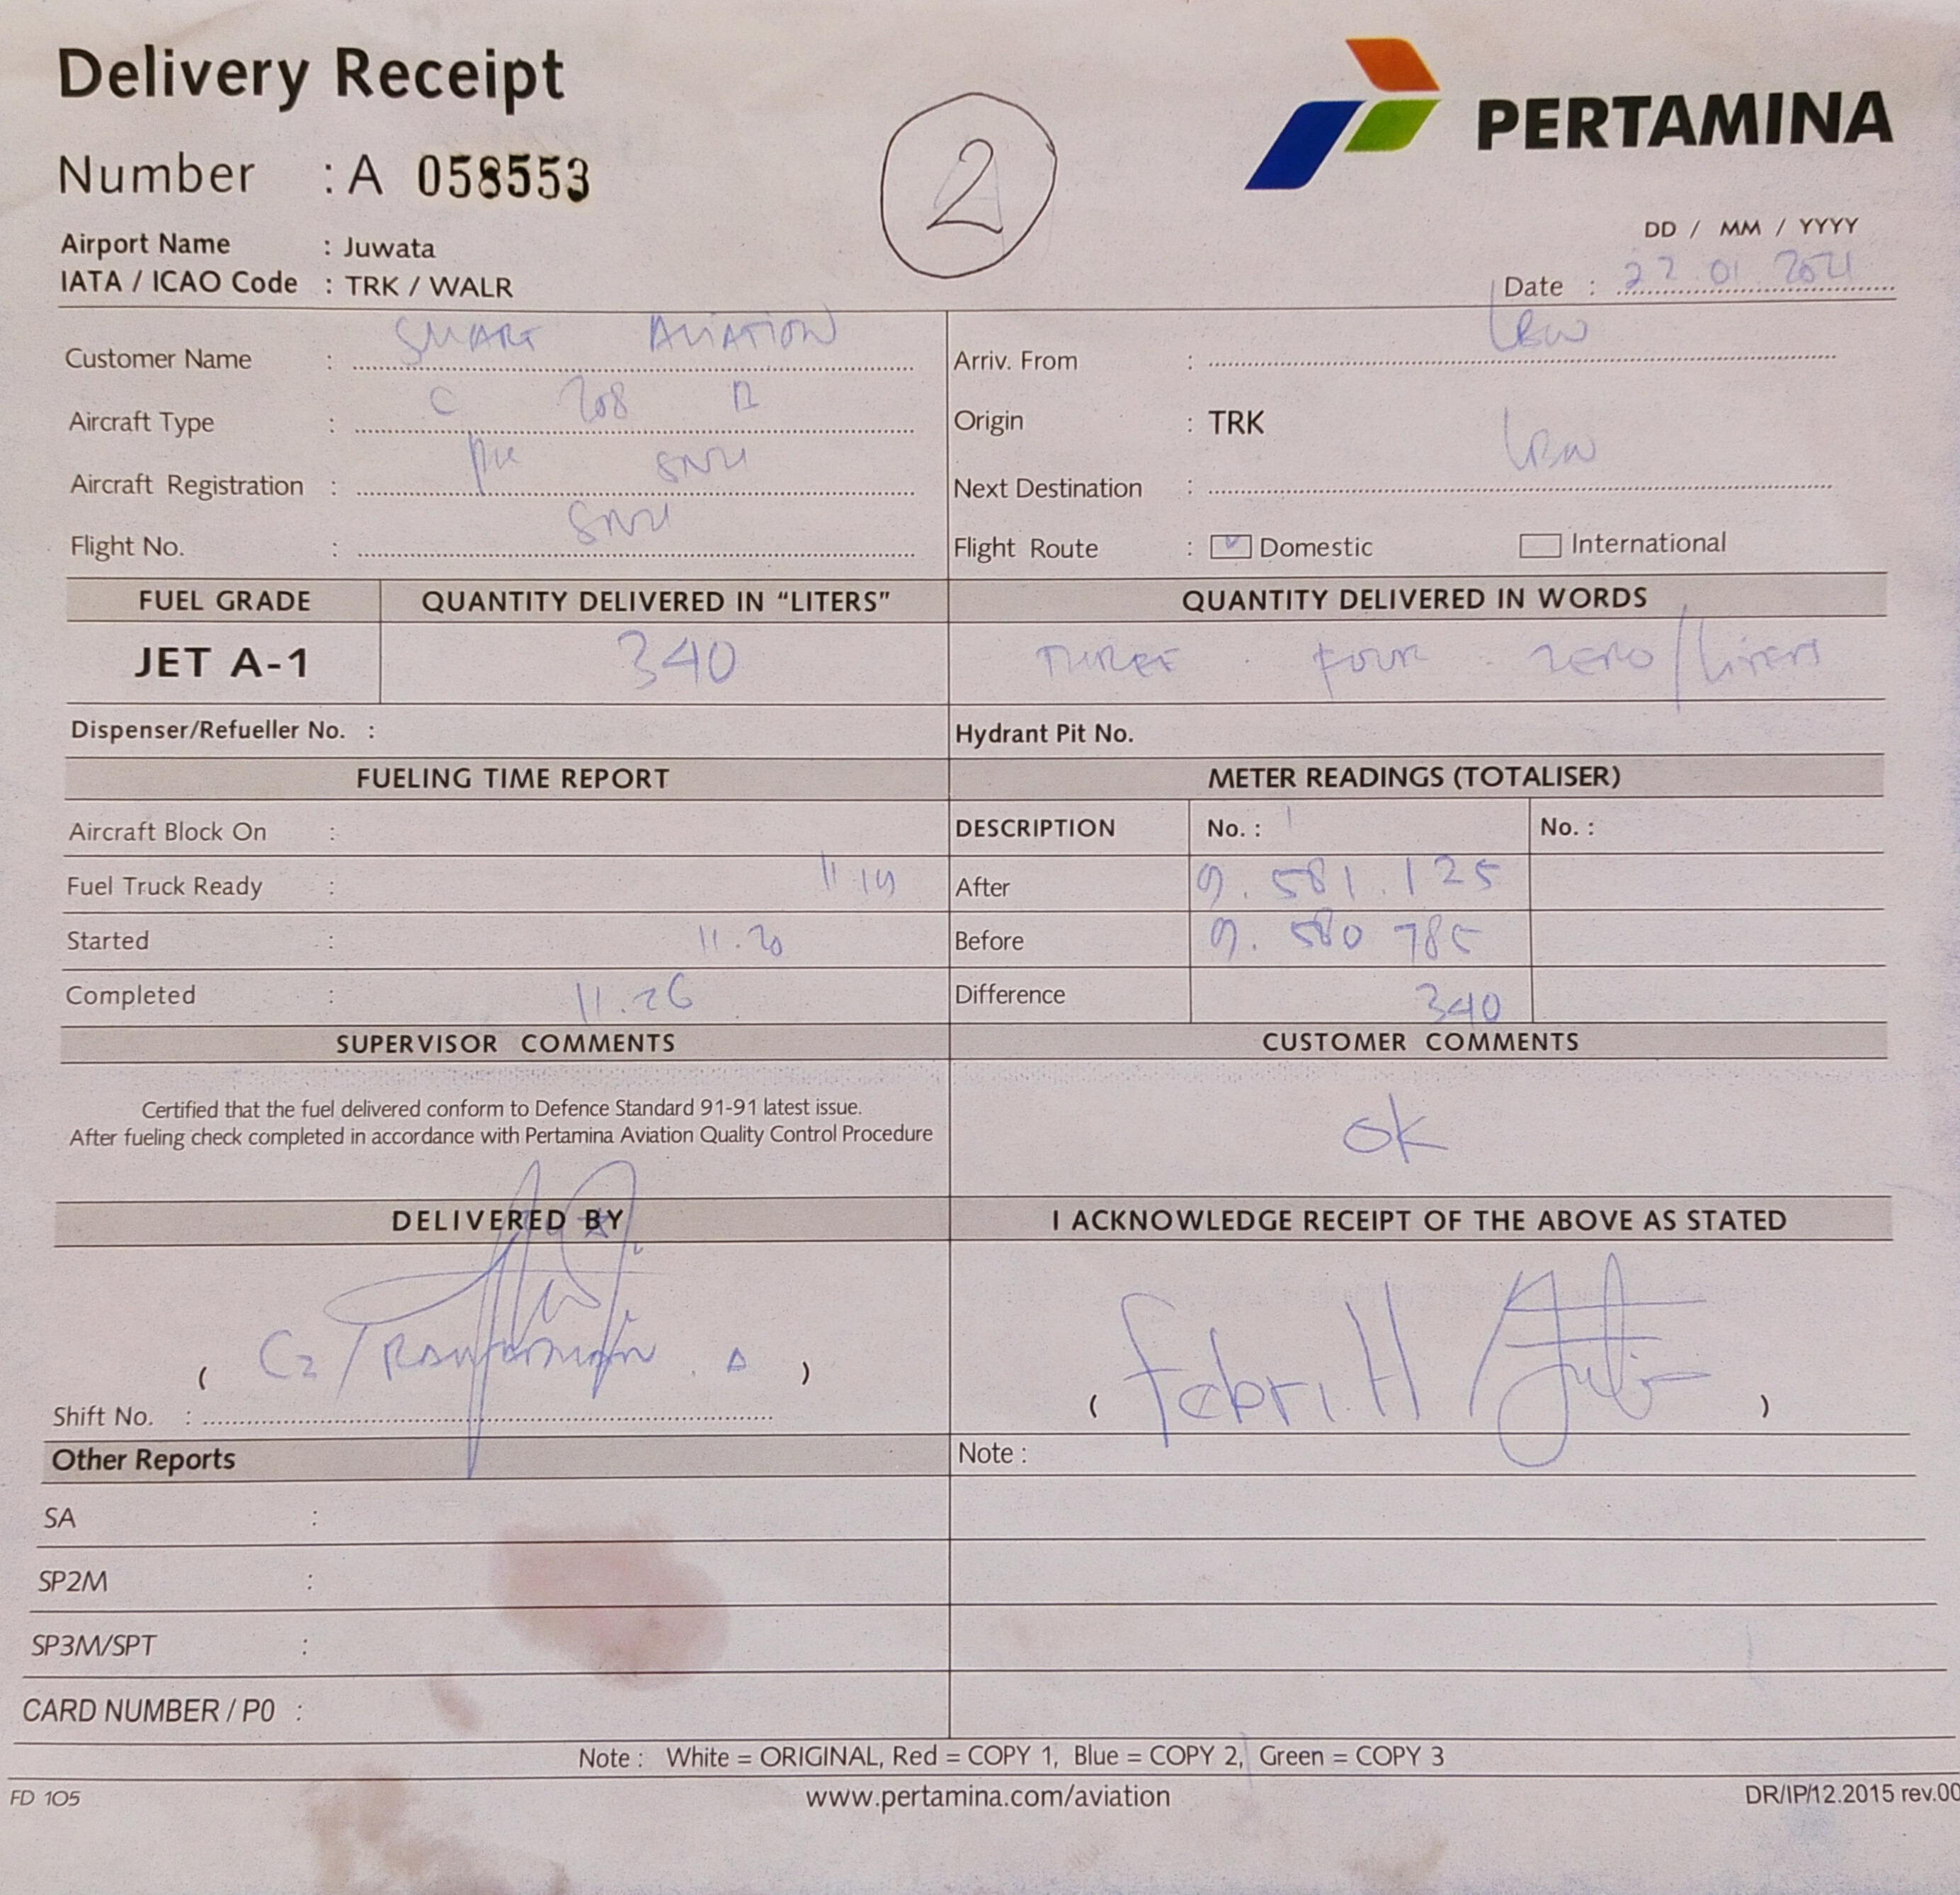 Delivery Receipt
PERTAMINA
2
Number : A 058553
Airport Name : Juwata
IATA / ICAO Code : TRK / WALR
DD / MM / YYYY
Date : 22 01 2021
Customer Name : SMART AVIATION
Arriv. From : LBW
Aircraft Type : C 208 B
Origin : TRK
Aircraft Registration : PK
Next Destination : LBW
Flight No. :
Flight Route : Domestic International
FUEL GRADE QUANTITY DELIVERED IN “LITERS” QUANTITY DELIVERED IN WORDS
JET A-1 340 THREE . FOUR . ZERO / Liters
Dispenser/Refueller No. : Hydrant Pit No.
FUELING TIME REPORT METER READINGS (TOTALISER)
Aircraft Block On : DESCRIPTION No. : 1 No. :
Fuel Truck Ready : 11.19 After 9.581.125
Started : 11.20 Before 9.580 785
Completed : 11.26 Difference 340
SUPERVISOR COMMENTS CUSTOMER COMMENTS
Certified that the fuel delivered conform to Defence Standard 91-91 latest issue.
After fueling check completed in accordance with Pertamina Aviation Quality Control Procedure
OK
DELIVERED BY I ACKNOWLEDGE RECEIPT OF THE ABOVE AS STATED
( C2 / )
( Febri.H / )
Shift No. :
Other Reports Note :
SA :
SP2M :
SP3M/SPT :
CARD NUMBER / P0 :
Note : White = ORIGINAL, Red = COPY 1, Blue = COPY 2, Green = COPY 3
FD 105 www.pertamina.com/aviation DR/IP/12.2015 rev.00